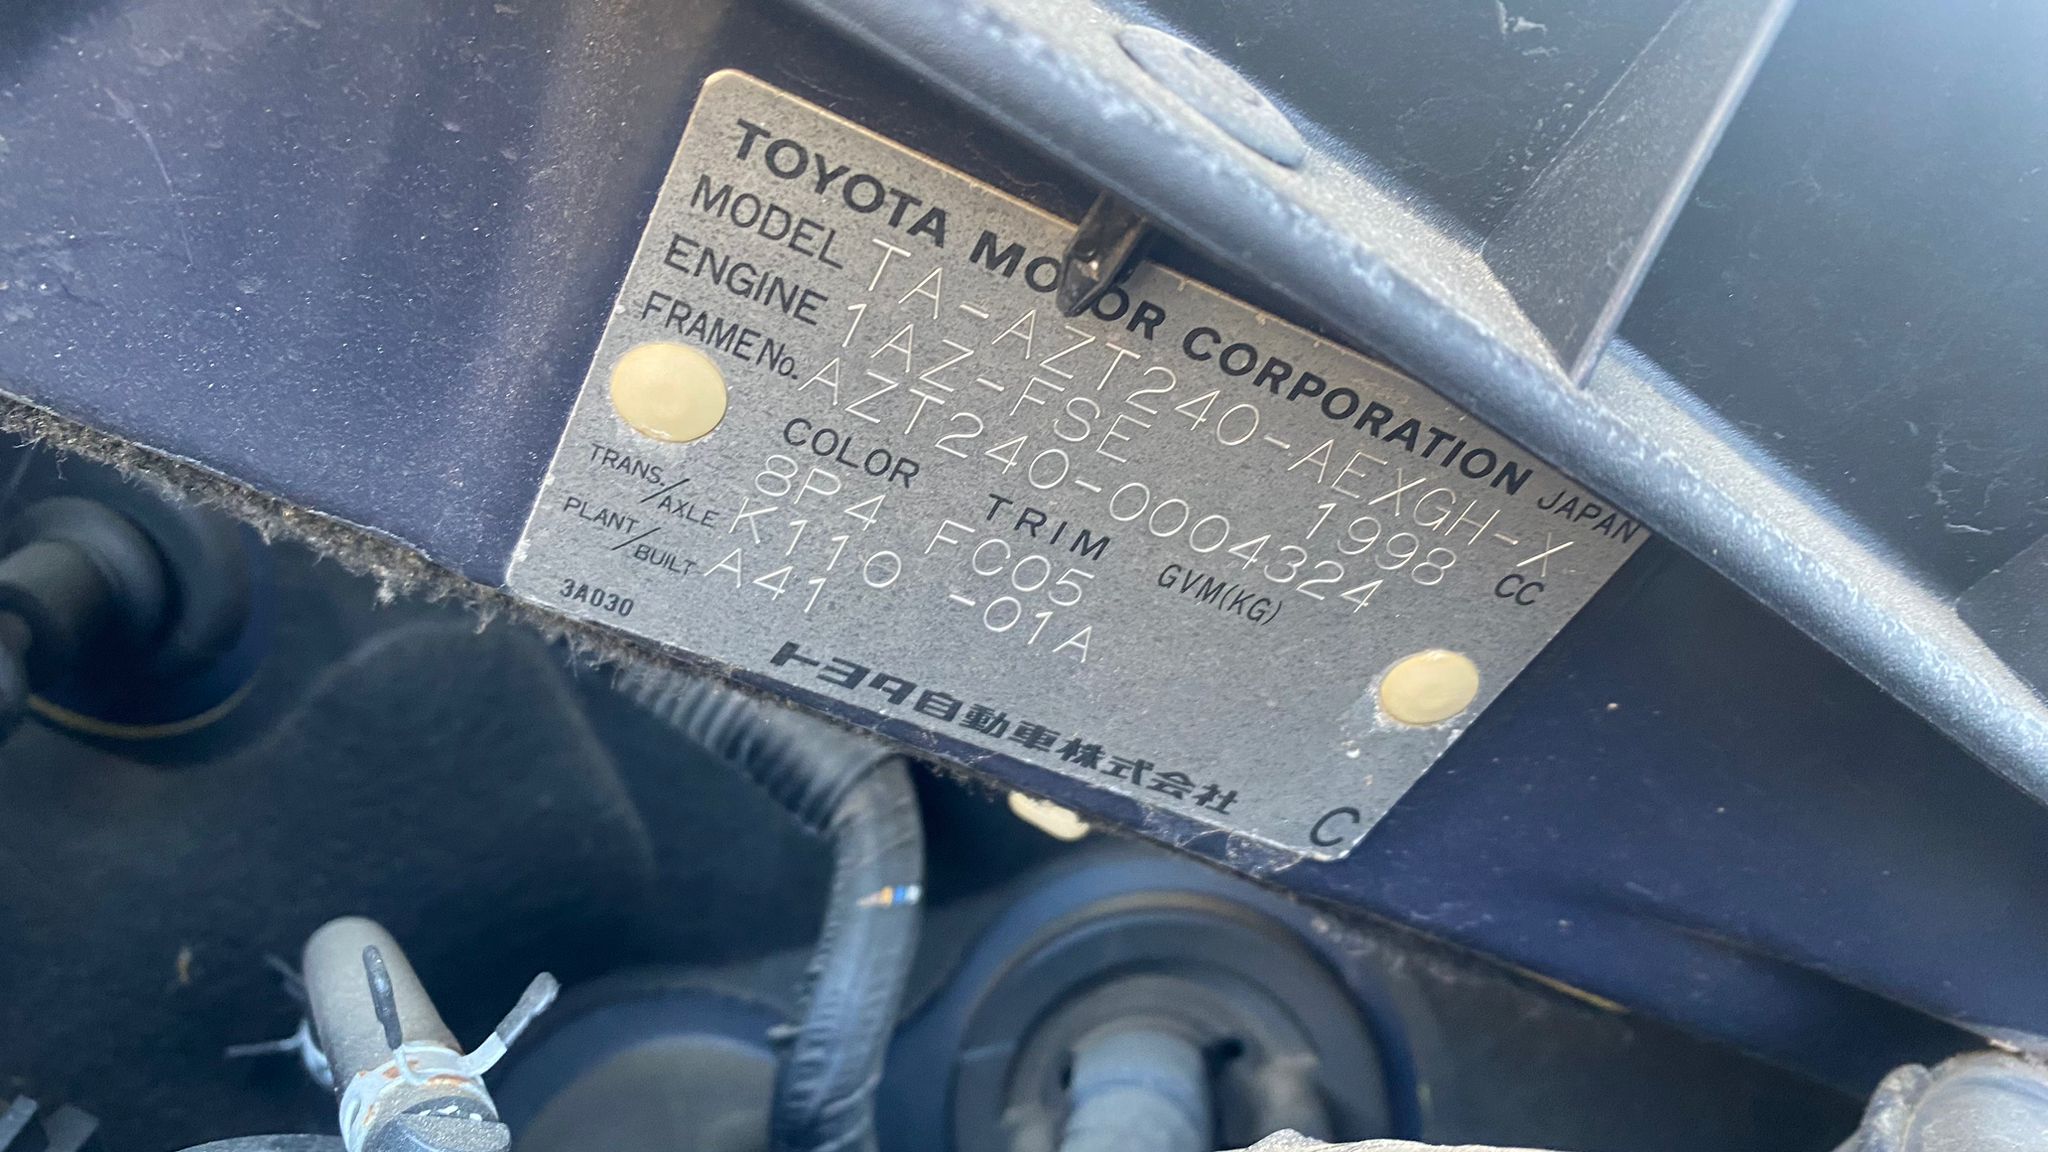 TOYOTA MOTOR CORPORATION JAPAN
MODEL TA-AZT240-AEXGH-X
ENGINE 1AZ-FSE 1998 CC
FRAME No. AZT240-0004324
COLOR TRIM GVM(KG)
8P4 FC05
TRANS./AXLE K110 -01A
PLANT/BUILT A41
3A030
トヨタ自動車株式会社
C